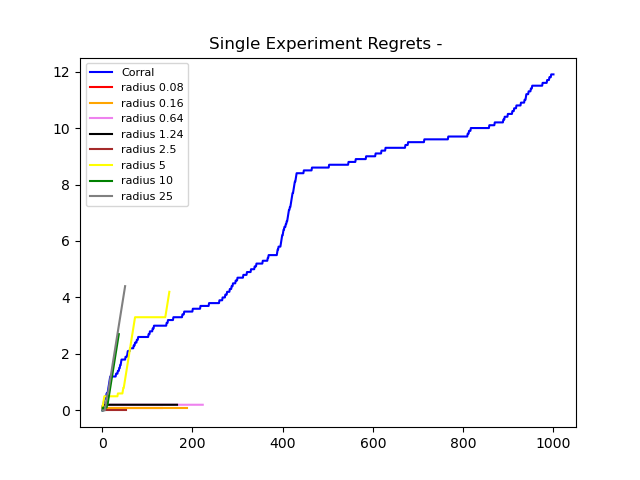 Single Experiment Regrets -
12
10
8
6
4
2
0
Corral
radius 0.08
radius 0.16
radius 0.64
radius 1.24
radius 2.5
radius 5
radius 10
radius 25
0 200 400 600 800 1000